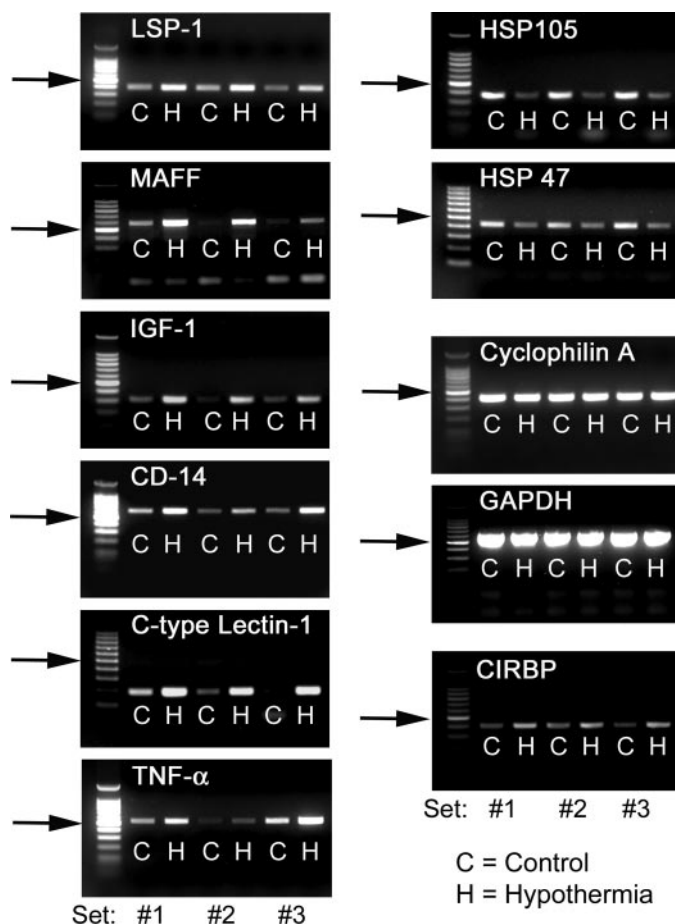 LSP-1
C H C H C H
MAFF
C H C H C H
IGF-1
C H C H C H
CD-14
C H C H C H
C-type Lectin-1
C H C H C H
TNF-α
C H C H C H
Set: #1 #2 #3
HSP105
C H C H C H
HSP 47
C H C H C H
Cyclophilin A
C H C H C H
GAPDH
C H C H C H
CIRBP
C H C H C H
Set: #1 #2 #3
C = Control
H = Hypothermia